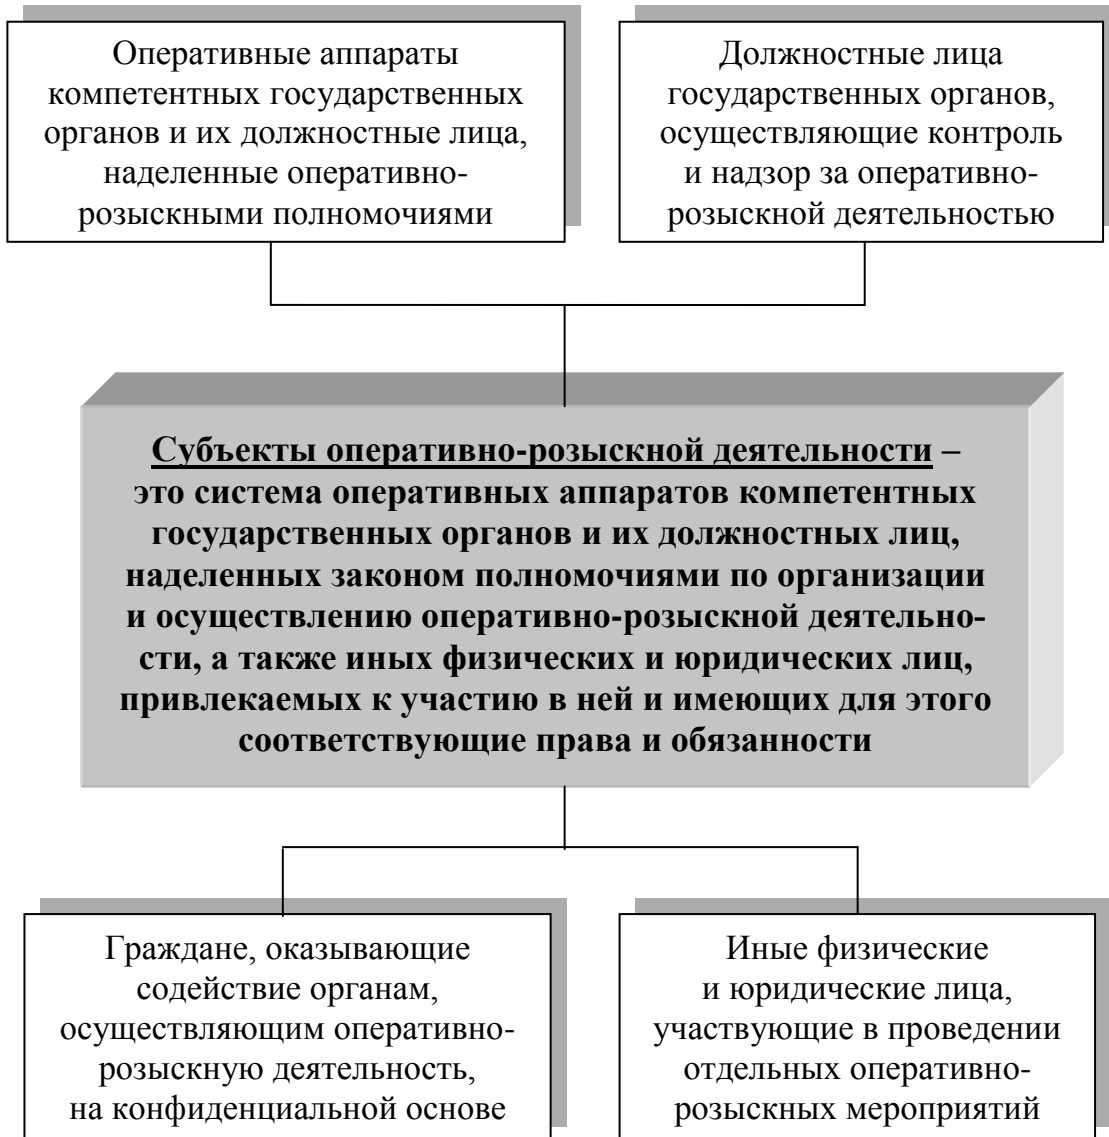 Оперативные аппараты
компетентных государственных
органов и их должностные лица,
наделенные оперативно-
розыскными полномочиями
Должностные лица
государственных органов,
осуществляющие контроль
и надзор за оперативно-
розыскной деятельностью
Субъекты оперативно-розыскной деятельности –
это система оперативных аппаратов компетентных
государственных органов и их должностных лиц,
наделенных законом полномочиями по организации
и осуществлению оперативно-розыскной деятельно-
сти, а также иных физических и юридических лиц,
привлекаемых к участию в ней и имеющих для этого
соответствующие права и обязанности
Граждане, оказывающие
содействие органам,
осуществляющим оперативно-
розыскную деятельность,
на конфиденциальной основе
Иные физические
и юридические лица,
участвующие в проведении
отдельных оперативно-
розыскных мероприятий